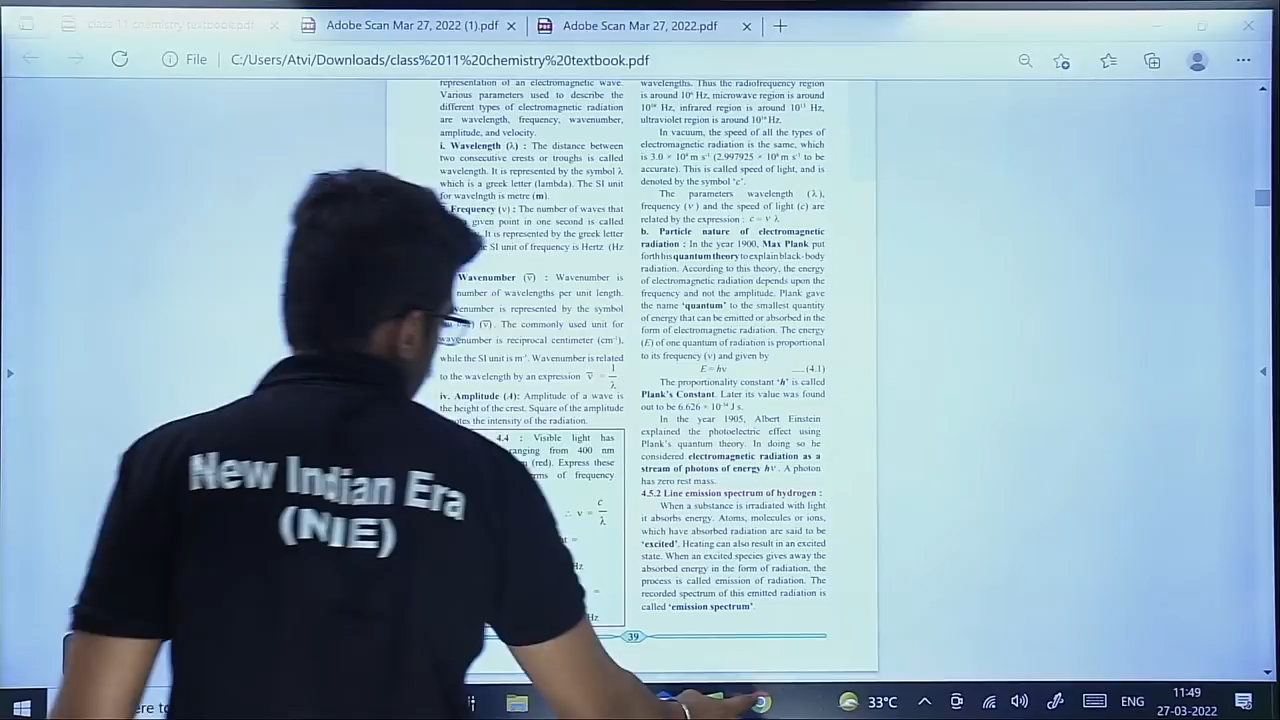 class 11 chemistry textbook.pdf
Adobe Scan Mar 27, 2022 (1).pdf
Adobe Scan Mar 27, 2022.pdf
File
C:/Users/Atvi/Downloads/class%2011%20chemistry%20textbook.pdf
representation of an electromagnetic wave.
Various parameters used to describe the
different types of electromagnetic radiation
are wavelength, frequency, wavenumber,
amplitude, and velocity.
i. Wavelength (λ) : The distance between
two consecutive crests or troughs is called
wavelength. It is represented by the symbol λ
which is a greek letter (lambda). The SI unit
for wavelngth is metre (m).
Frequency (ν) : The number of waves that
given point in one second is called
It is represented by the greek letter
SI unit of frequency is Hertz (Hz
Wavenumber (ν̅) : Wavenumber is
number of wavelengths per unit length.
is represented by the symbol
(ν̅). The commonly used unit for
wavenumber is reciprocal centimeter (cm⁻¹),
while the SI unit is m⁻¹. Wavenumber is related
to the wavelength by an expression ν̅ = 1/λ
iv. Amplitude (A): Amplitude of a wave is
the height of the crest. Square of the amplitude
the intensity of the radiation.
4.4 : Visible light has
ranging from 400 nm
(red). Express these
of frequency
∴ ν = c/λ
=
Hz
=
Hz
wavelengths. Thus the radiofrequency region
is around 10⁶ Hz, microwave region is around
10¹⁰ Hz, infrared region is around 10¹³ Hz,
ultraviolet region is around 10¹⁶ Hz.
In vacuum, the speed of all the types of
electromagnetic radiation is the same, which
is 3.0 × 10⁸ m s⁻¹ (2.997925 × 10⁸ m s⁻¹ to be
accurate). This is called speed of light, and is
denoted by the symbol 'c'.
The parameters wavelength (λ),
frequency (ν) and the speed of light (c) are
related by the expression : c = ν λ
b. Particle nature of electromagnetic
radiation : In the year 1900, Max Plank put
forth his quantum theory to explain black-body
radiation. According to this theory, the energy
of electromagnetic radiation depends upon the
frequency and not the amplitude. Plank gave
the name 'quantum' to the smallest quantity
of energy that can be emitted or absorbed in the
form of electromagnetic radiation. The energy
(E) of one quantum of radiation is proportional
to its frequency (ν) and given by
E = hν .....(4.1)
The proportionality constant 'h' is called
Plank's Constant. Later its value was found
out to be 6.626 × 10⁻³⁴ J s.
In the year 1905, Albert Einstein
explained the photoelectric effect using
Plank's quantum theory. In doing so he
considered electromagnetic radiation as a
stream of photons of energy hν. A photon
has zero rest mass.
4.5.2 Line emission spectrum of hydrogen :
When a substance is irradiated with light
it absorbs energy. Atoms, molecules or ions,
which have absorbed radiation are said to be
'excited'. Heating can also result in an excited
state. When an excited species gives away the
absorbed energy in the form of radiation, the
process is called emission of radiation. The
recorded spectrum of this emitted radiation is
called 'emission spectrum'.
39
New Indian Era
(NIE)
33°C
ENG
11:49
27-03-2022